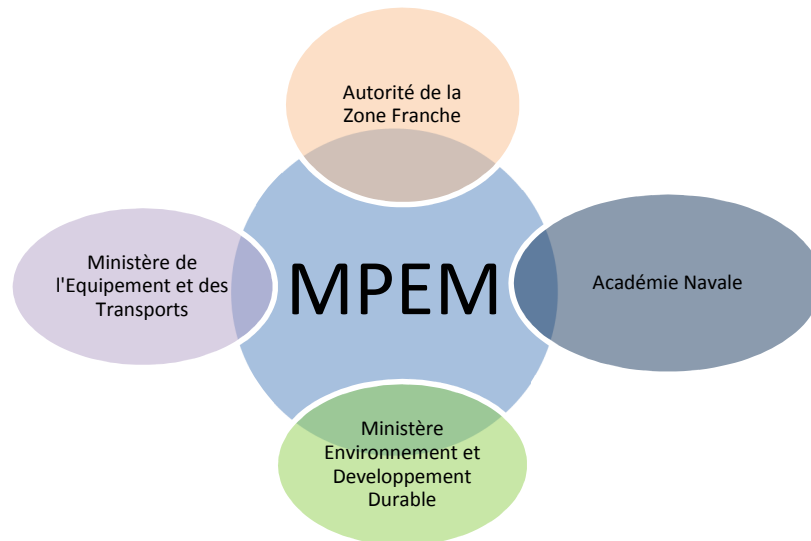 Autorité de la
Zone Franche
Ministère de
l'Equipement et des
Transports
MPEM
Académie Navale
Ministère
Environnement et
Developpement
Durable